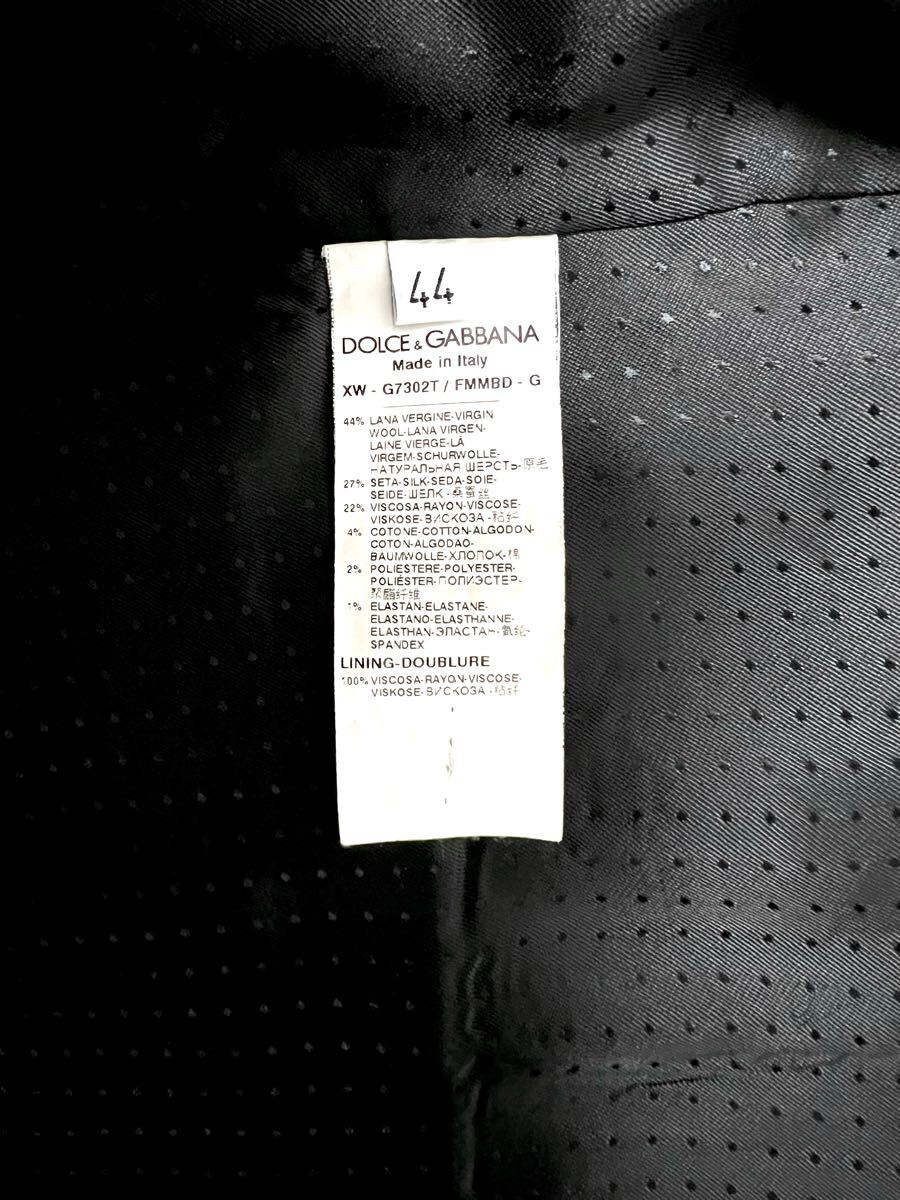 44
DOLCE & GABBANA
Made in Italy
XW - G7302T / FMMBD - G
44% LANA VERGINE-VIRGIN
WOOL-LANA VIRGEN-
LAINE VIERGE-LÀ
VIRGEM-SCHURWOLLE-
НАТУРАЛЬНАЯ ШЕРСТЬ-原毛
27% SETA-SILK-SEDA-SOIE-
SEIDE-ШЕЛК-桑蚕丝
22% VISCOSA-RAYON-VISCOSE-
VISKOSE-ВИСКОЗА-粘纤
4% COTONE-COTTON-ALGODON-
COTON-ALGODAO-
BAUMWOLLE-ХЛОПОК-棉
2% POLIESTERE-POLYESTER-
POLIÉSTER-ПОЛИЭСТЕР-
聚酯纤维
1% ELASTAN-ELASTANE-
ELASTANO-ELASTHANNE-
ELASTHAN-ЭЛАСТАН-氨纶-
SPANDEX
LINING-DOUBLURE
100% VISCOSA-RAYON-VISCOSE-
VISKOSE-ВИСКОЗА-粘纤